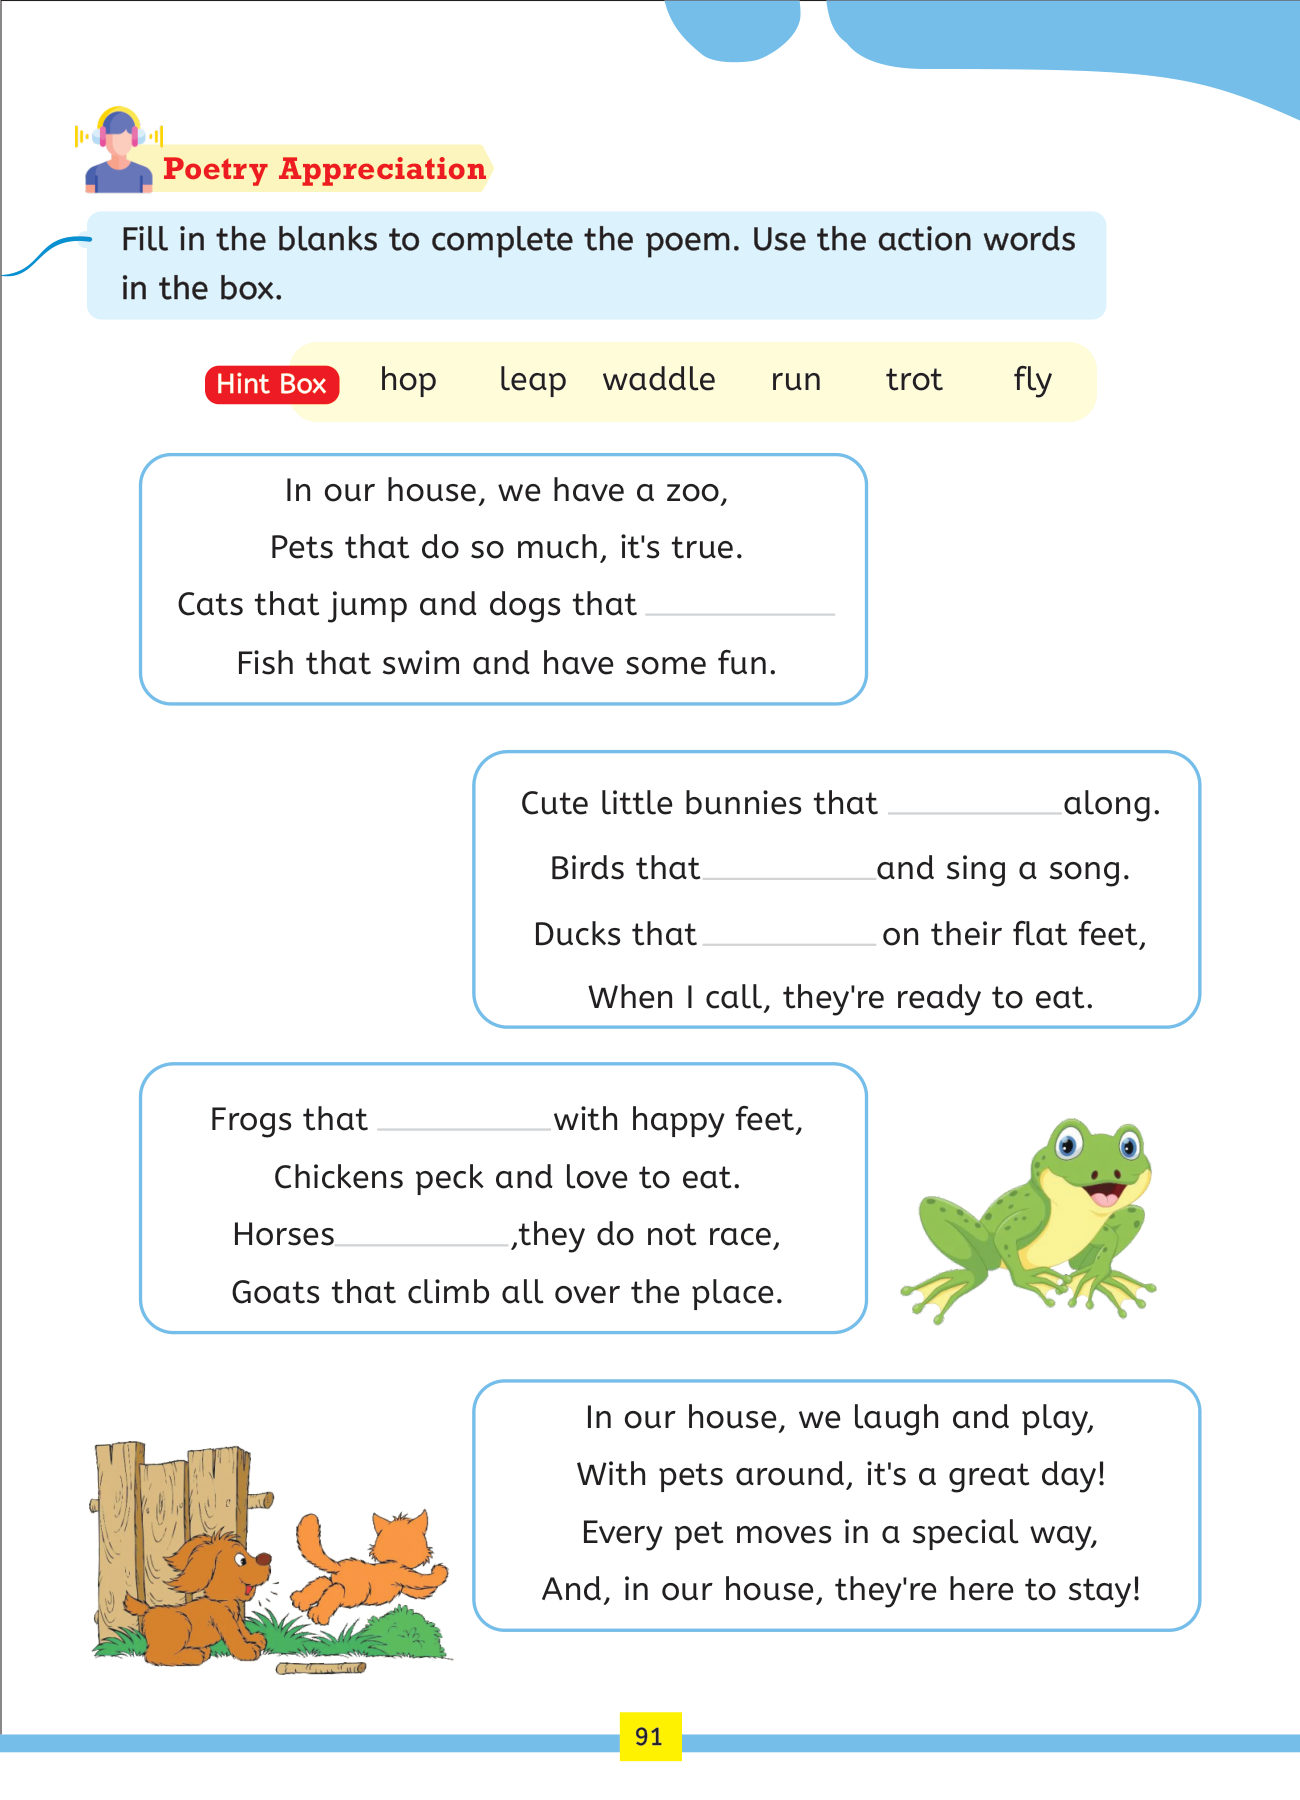 Poetry Appreciation
Fill in the blanks to complete the poem. Use the action words
in the box.
Hint Box hop leap waddle run trot fly
In our house, we have a zoo,
Pets that do so much, it's true.
Cats that jump and dogs that
Fish that swim and have some fun.
Cute little bunnies that along.
Birds that and sing a song.
Ducks that on their flat feet,
When I call, they're ready to eat.
Frogs that with happy feet,
Chickens peck and love to eat.
Horses ,they do not race,
Goats that climb all over the place.
In our house, we laugh and play,
With pets around, it's a great day!
Every pet moves in a special way,
And, in our house, they're here to stay!
91